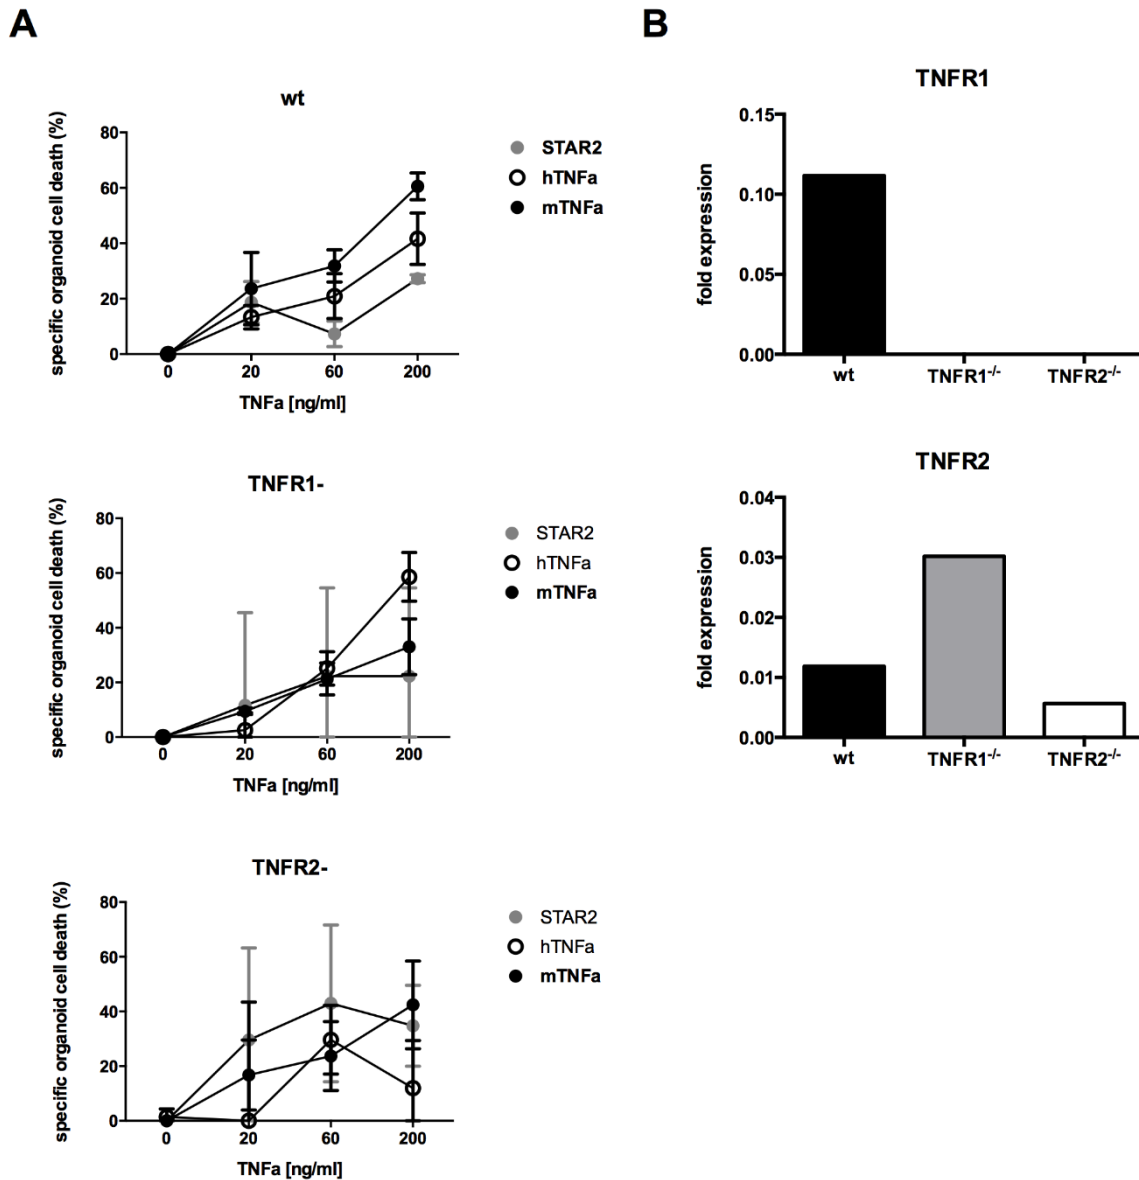 A
wt
specific organoid cell death (%)
80
60
40
20
0
0 20 60 200
TNFa [ng/ml]
STAR2
hTNFa
mTNFa
TNFR1-
specific organoid cell death (%)
80
60
40
20
0
0 20 60 200
TNFa [ng/ml]
STAR2
hTNFa
mTNFa
TNFR2-
specific organoid cell death (%)
80
60
40
20
0
0 20 60 200
TNFa [ng/ml]
STAR2
hTNFa
mTNFa
B
TNFR1
fold expression
0.15
0.10
0.05
0.00
wt TNFR1-/- TNFR2-/-
TNFR2
fold expression
0.04
0.03
0.02
0.01
0.00
wt TNFR1-/- TNFR2-/-